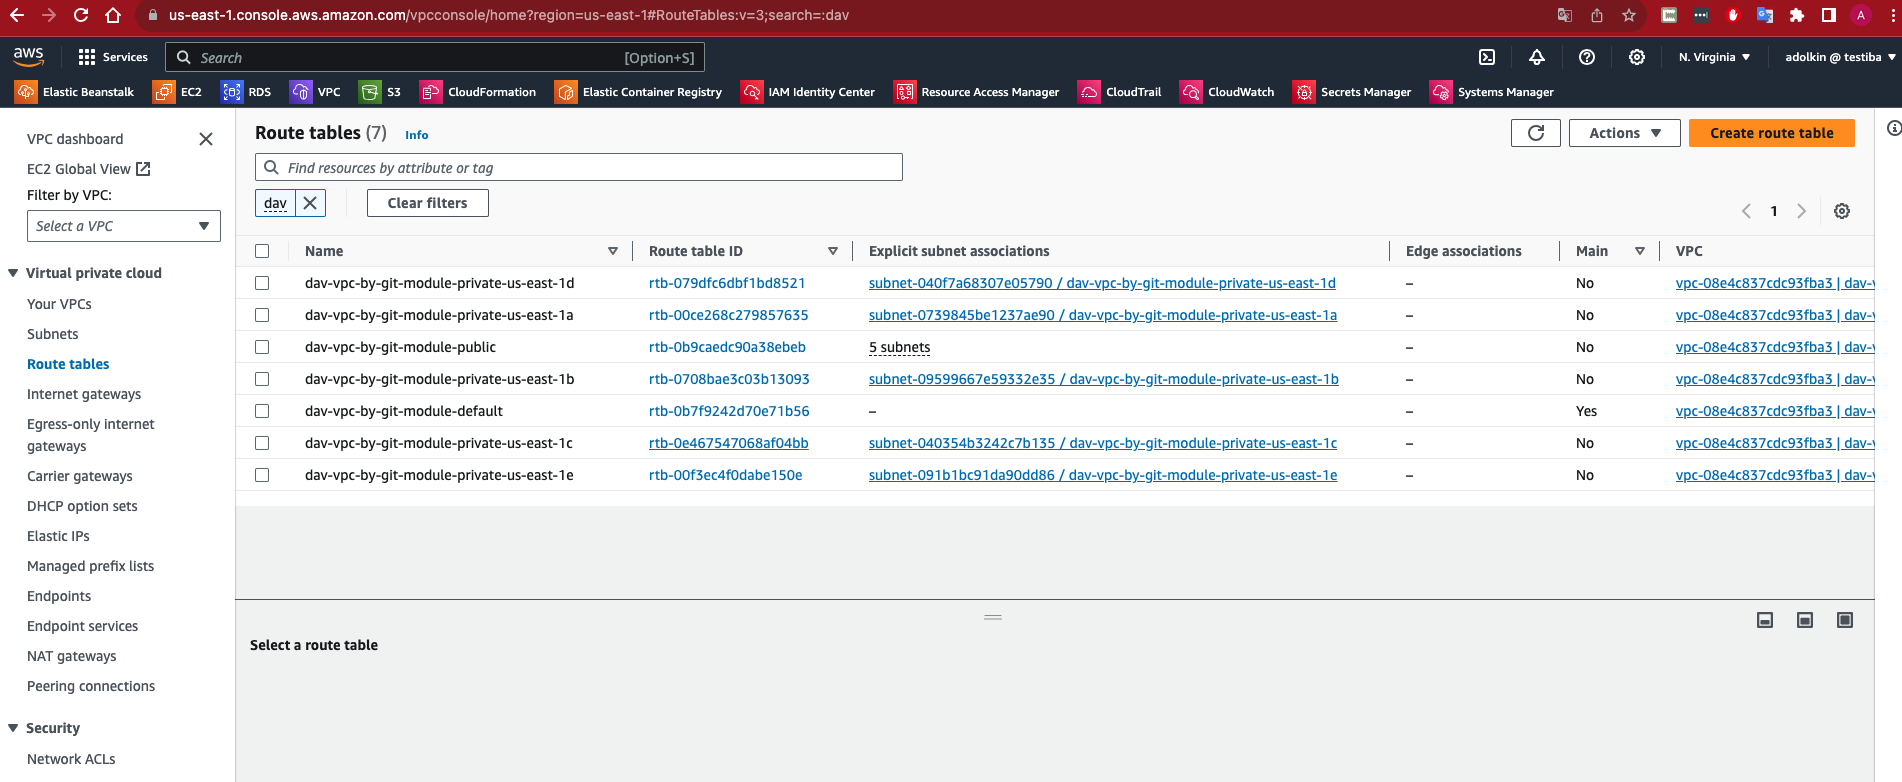 us-east-1.console.aws.amazon.com/vpcconsole/home?region=us-east-1#RouteTables:v=3;search=:dav
A
aws
Services
Search
[Option+S]
N. Virginia
adolkin @ testiba
Elastic Beanstalk
EC2
RDS
VPC
S3
CloudFormation
Elastic Container Registry
IAM Identity Center
Resource Access Manager
CloudTrail
CloudWatch
Secrets Manager
Systems Manager
VPC dashboard
EC2 Global View
Filter by VPC:
Select a VPC
Virtual private cloud
Your VPCs
Subnets
Route tables
Internet gateways
Egress-only internet
gateways
Carrier gateways
DHCP option sets
Elastic IPs
Managed prefix lists
Endpoints
Endpoint services
NAT gateways
Peering connections
Security
Network ACLs
Route tables (7) Info
Actions
Create route table
Find resources by attribute or tag
dav
Clear filters
1
Name Route table ID Explicit subnet associations Edge associations Main VPC
dav-vpc-by-git-module-private-us-east-1d rtb-079dfc6dbf1bd8521 subnet-040f7a68307e05790 / dav-vpc-by-git-module-private-us-east-1d – No vpc-08e4c837cdc93fba3 | dav-
dav-vpc-by-git-module-private-us-east-1a rtb-00ce268c279857635 subnet-0739845be1237ae90 / dav-vpc-by-git-module-private-us-east-1a – No vpc-08e4c837cdc93fba3 | dav-
dav-vpc-by-git-module-public rtb-0b9caedc90a38ebeb 5 subnets – No vpc-08e4c837cdc93fba3 | dav-
dav-vpc-by-git-module-private-us-east-1b rtb-0708bae3c03b13093 subnet-09599667e59332e35 / dav-vpc-by-git-module-private-us-east-1b – No vpc-08e4c837cdc93fba3 | dav-
dav-vpc-by-git-module-default rtb-0b7f9242d70e71b56 – – Yes vpc-08e4c837cdc93fba3 | dav-
dav-vpc-by-git-module-private-us-east-1c rtb-0e467547068af04bb subnet-040354b3242c7b135 / dav-vpc-by-git-module-private-us-east-1c – No vpc-08e4c837cdc93fba3 | dav-
dav-vpc-by-git-module-private-us-east-1e rtb-00f3ec4f0dabe150e subnet-091b1bc91da90dd86 / dav-vpc-by-git-module-private-us-east-1e – No vpc-08e4c837cdc93fba3 | dav-
Select a route table